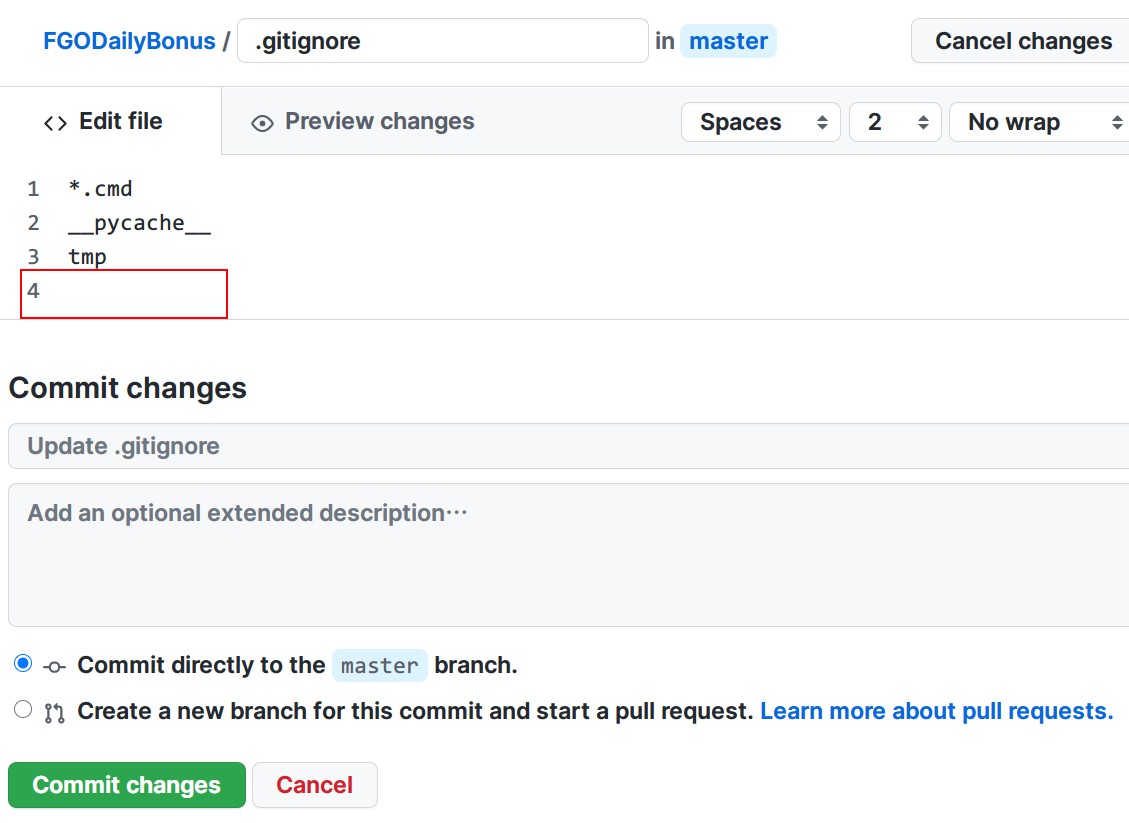 FGODailyBonus / .gitignore in master Cancel changes
<> Edit file Preview changes Spaces 2 No wrap
1 *.cmd
2 __pycache__
3 tmp
4
Commit changes
Update .gitignore
Add an optional extended description…
Commit directly to the master branch.
Create a new branch for this commit and start a pull request. Learn more about pull requests.
Commit changes Cancel